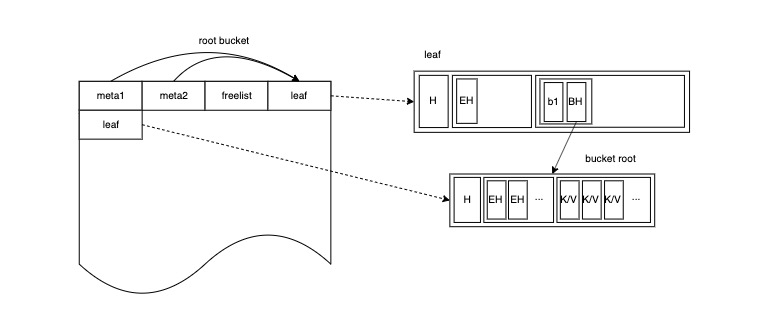 root bucket
leaf
meta1 meta2 freelist leaf
H EH b1 BH
leaf
bucket root
H EH EH ... K/V K/V K/V ...